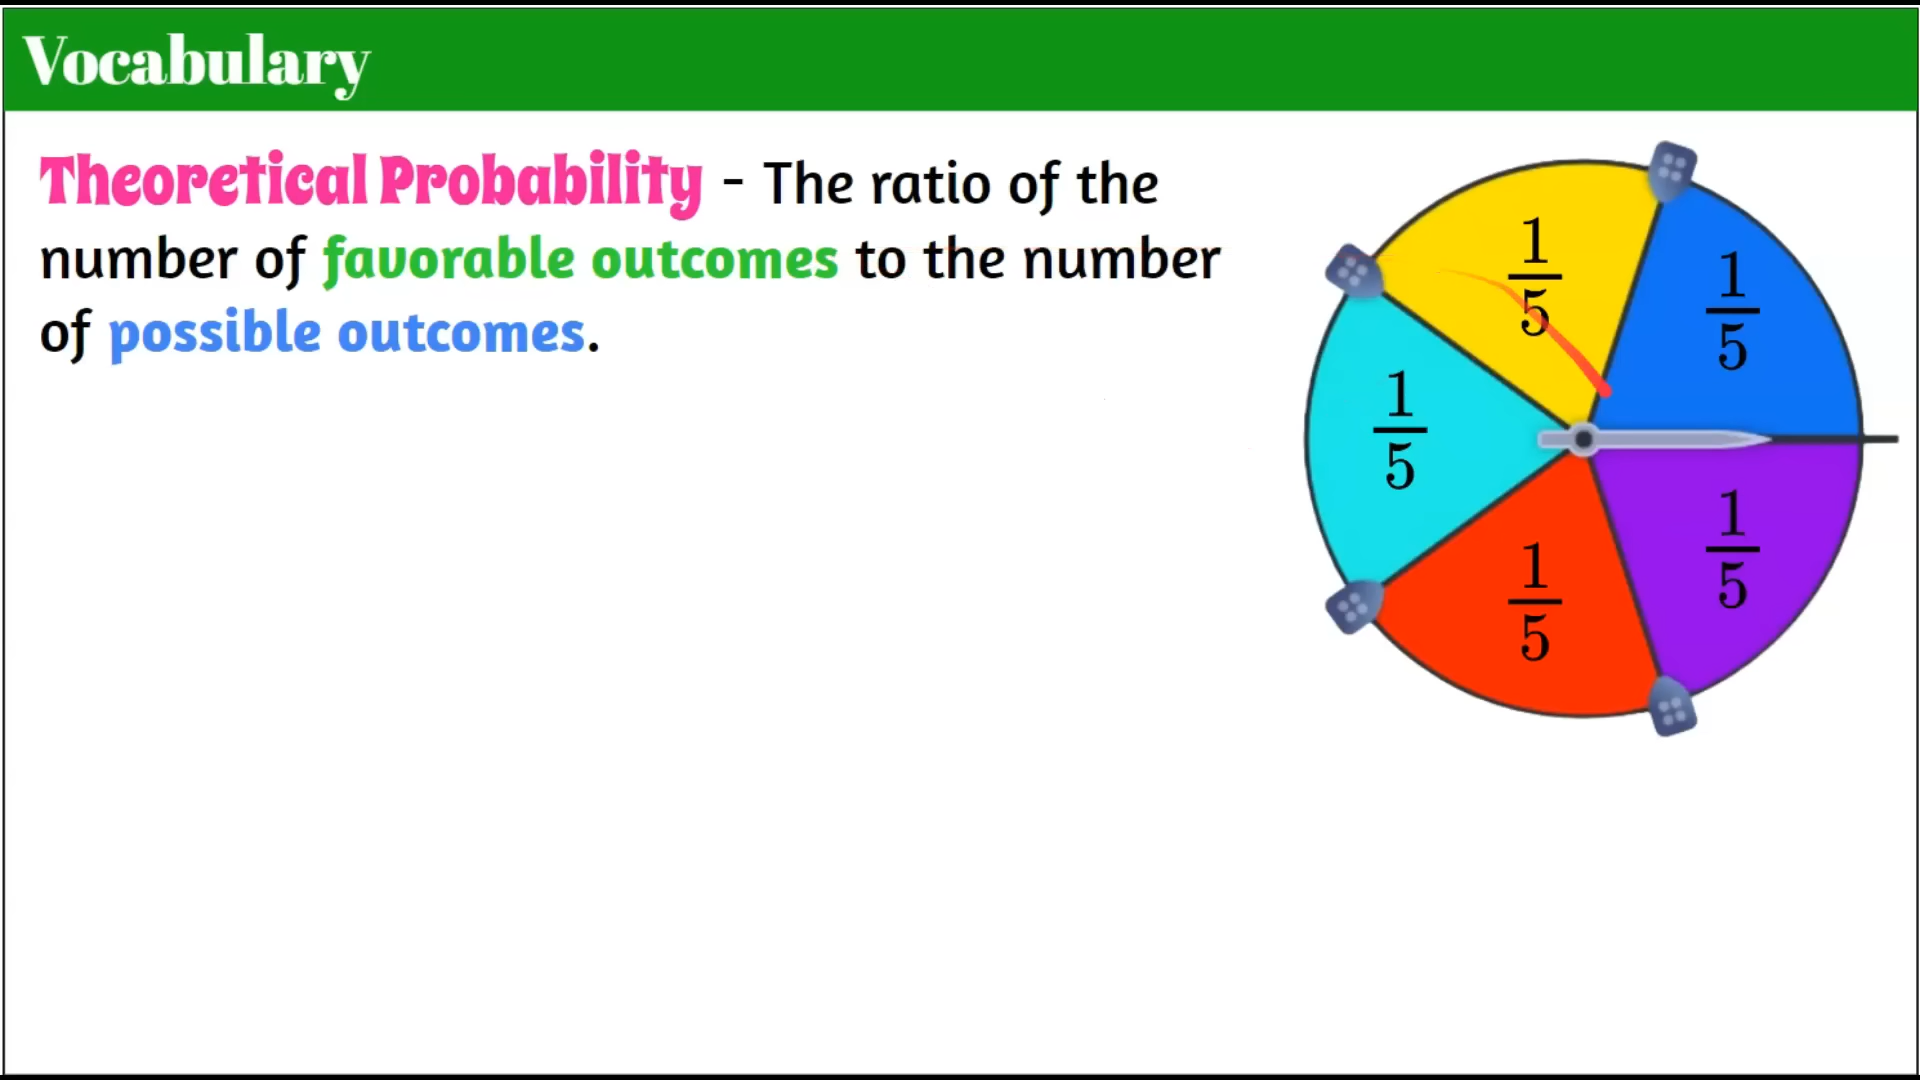 Vocabulary
Theoretical Probability - The ratio of the
number of favorable outcomes to the number
of possible outcomes.
1/5
1/5
1/5
1/5
1/5